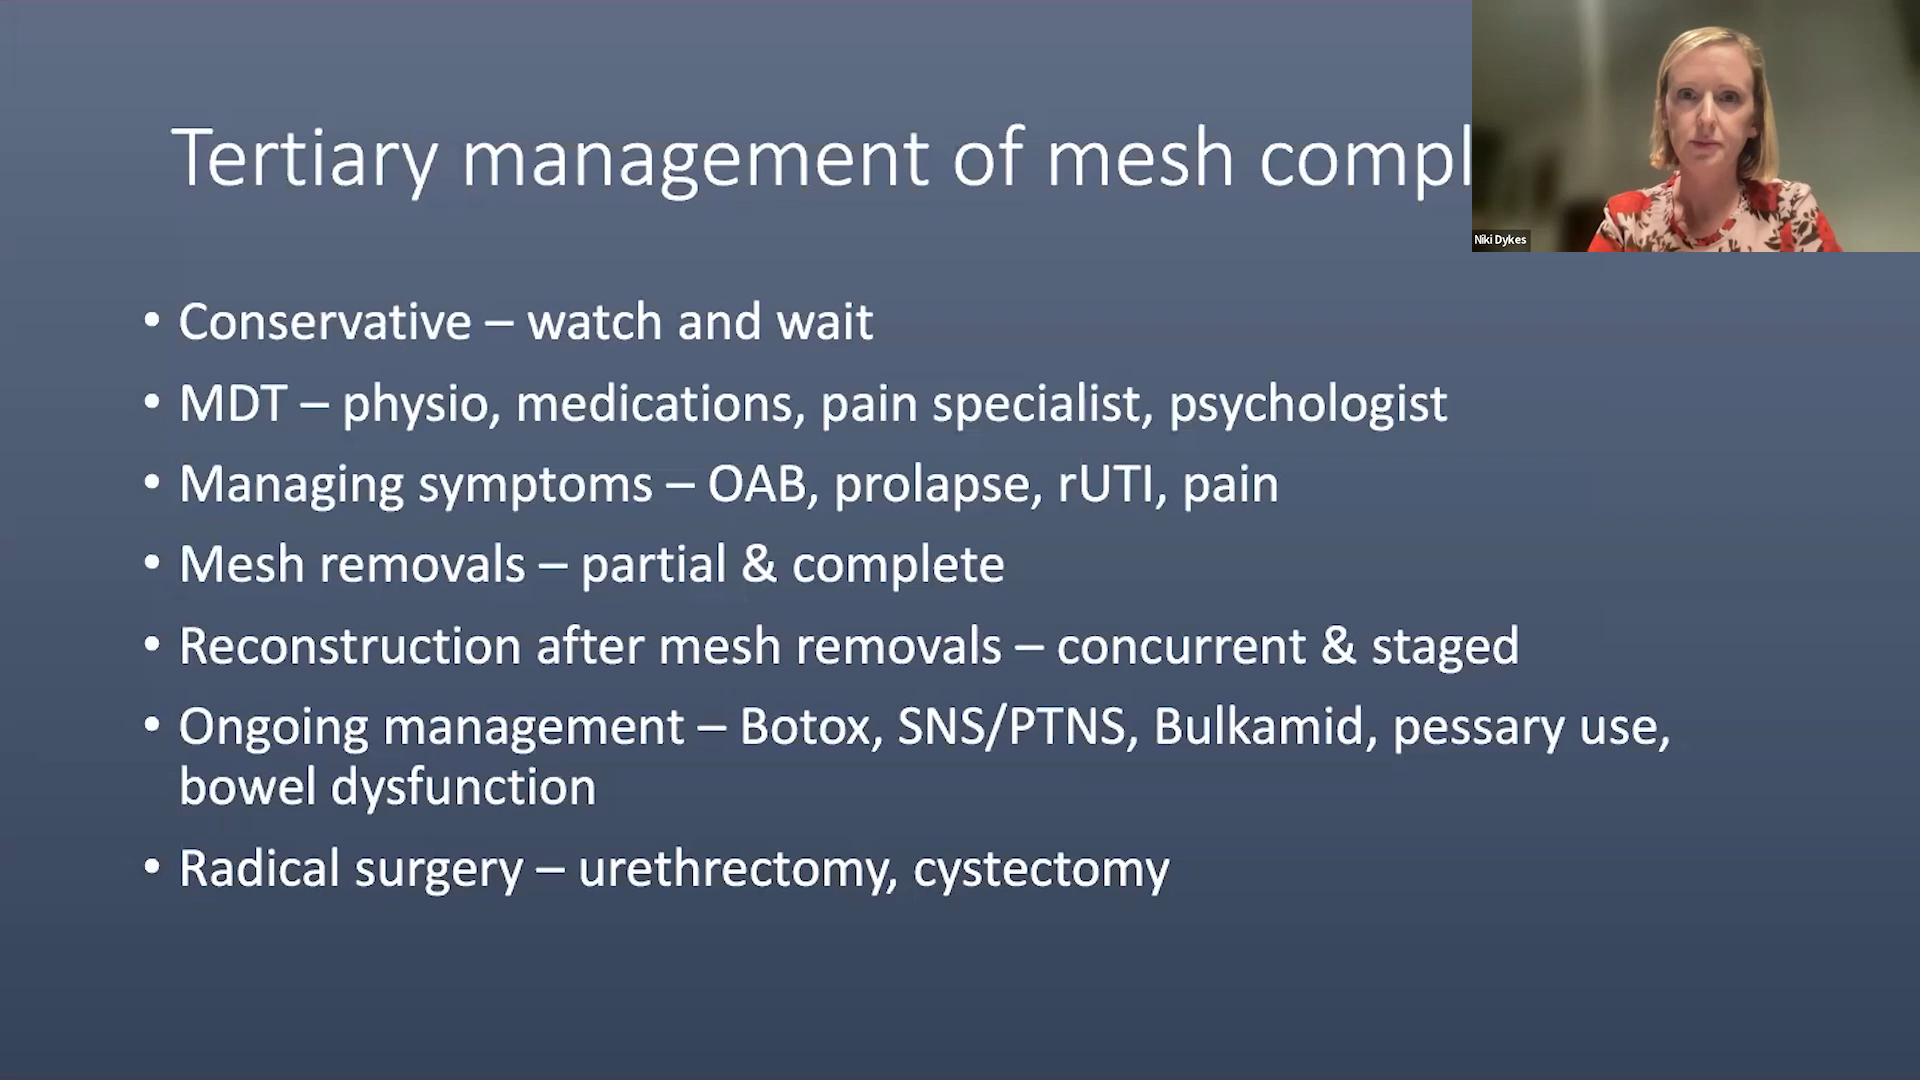 Tertiary management of mesh compl
Niki Dykes
• Conservative – watch and wait
• MDT – physio, medications, pain specialist, psychologist
• Managing symptoms – OAB, prolapse, rUTI, pain
• Mesh removals – partial & complete
• Reconstruction after mesh removals – concurrent & staged
• Ongoing management – Botox, SNS/PTNS, Bulkamid, pessary use,
bowel dysfunction
• Radical surgery – urethrectomy, cystectomy